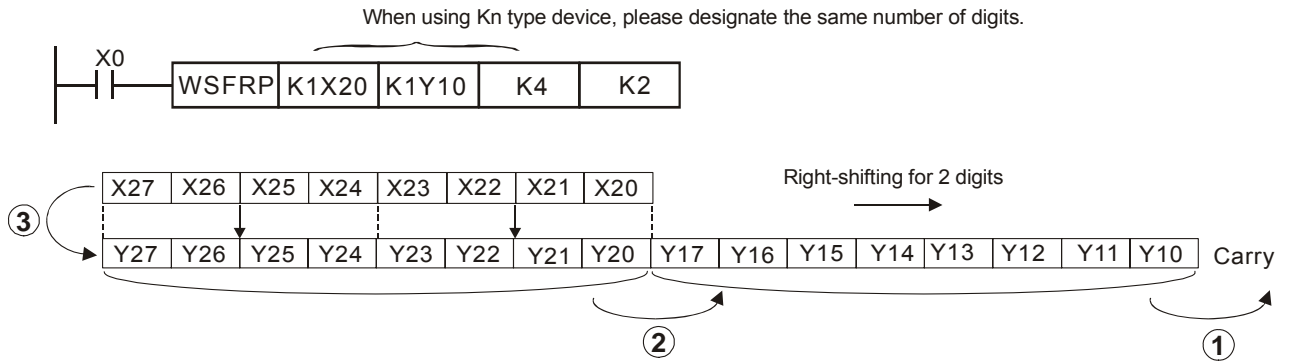 When using Kn type device, please designate the same number of digits.
X0
WSFRP K1X20 K1Y10 K4 K2
X27 X26 X25 X24 X23 X22 X21 X20
Right-shifting for 2 digits
3
Y27 Y26 Y25 Y24 Y23 Y22 Y21 Y20 Y17 Y16 Y15 Y14 Y13 Y12 Y11 Y10 Carry
2
1